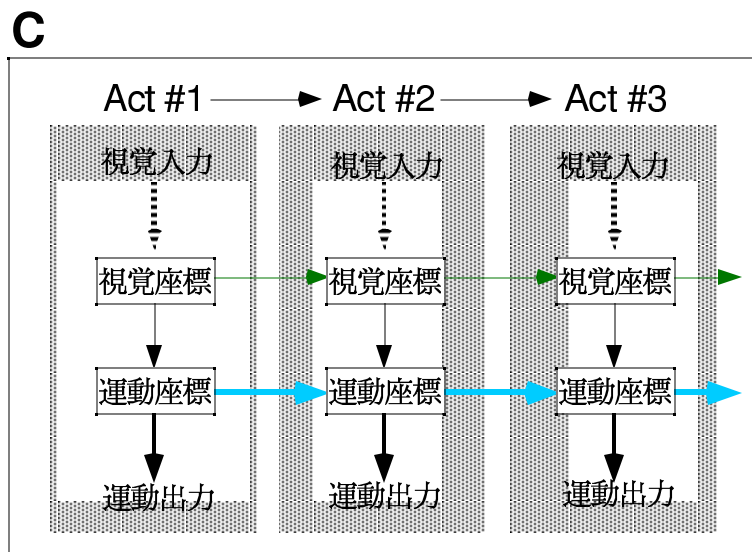 C
Act #1 Act #2 Act #3
視覚入力 視覚入力 視覚入力
視覚座標 視覚座標 視覚座標
運動座標 運動座標 運動座標
運動出力 運動出力 運動出力